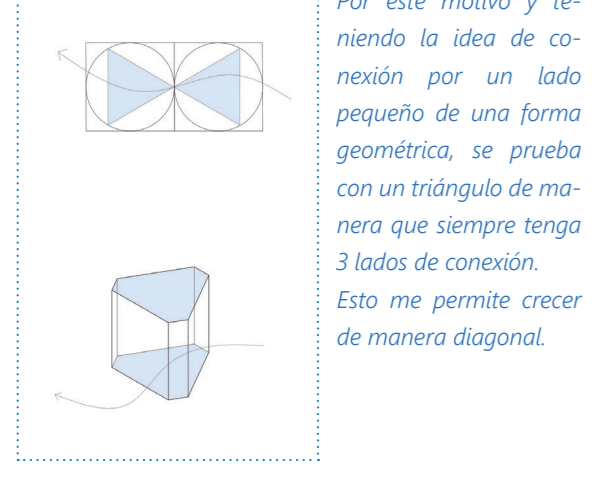 Por este motivo y te-
niendo la idea de co-
nexión por un lado
pequeño de una forma
geométrica, se prueba
con un triángulo de ma-
nera que siempre tenga
3 lados de conexión.
Esto me permite crecer
de manera diagonal.